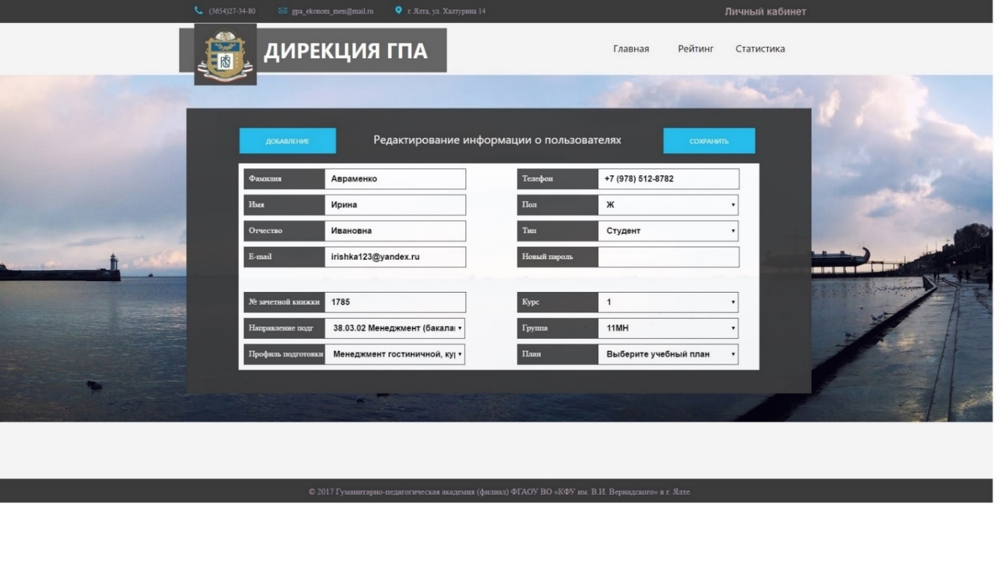 (3654)27-34-80 gpa_ekonom_men@mail.ru г. Ялта, ул. Халтурина 14 Личный кабинет
ДИРЕКЦИЯ ГПА
Главная Рейтинг Статистика
ДОБАВЛЕНИЕ Редактирование информации о пользователях СОХРАНИТЬ
Фамилия Авраменко Телефон +7 (978) 512-8782
Имя Ирина Пол Ж
Отчество Ивановна Тип Студент
E-mail irishka123@yandex.ru Новый пароль
№ зачетной книжки 1785 Курс 1
Направление подг 38.03.02 Менеджмент (бакала Группа 11МН
Профиль подготовки Менеджмент гостиничной, ку План Выберите учебный план
© 2017 Гуманитарно-педагогическая академия (филиал) ФГАОУ ВО «КФУ им. В.И. Вернадского» в г. Ялте.